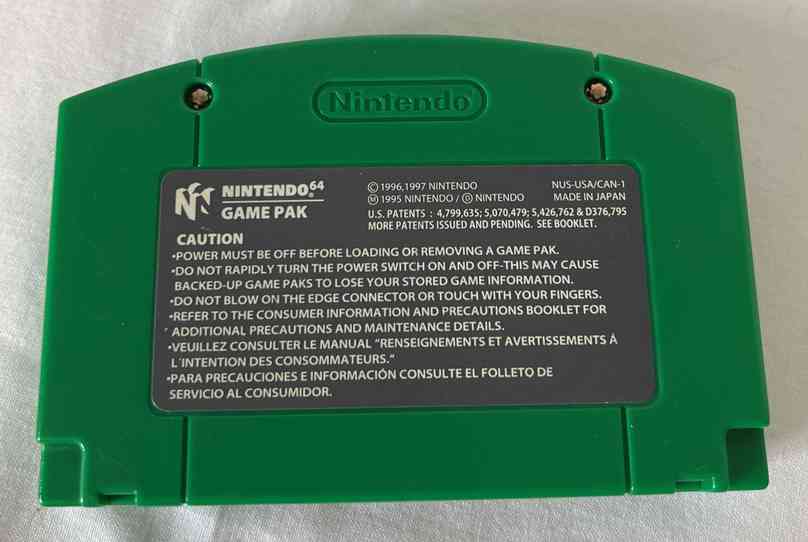 Nintendo®
NINTENDO64
GAME PAK
© 1996,1997 NINTENDO
Ⓜ 1995 NINTENDO / Ⓓ NINTENDO
NUS-USA/CAN-1
MADE IN JAPAN
U.S. PATENTS : 4,799,635; 5,070,479; 5,426,762 & D376,795
MORE PATENTS ISSUED AND PENDING. SEE BOOKLET.
CAUTION
•POWER MUST BE OFF BEFORE LOADING OR REMOVING A GAME PAK.
•DO NOT RAPIDLY TURN THE POWER SWITCH ON AND OFF-THIS MAY CAUSE
BACKED-UP GAME PAKS TO LOSE YOUR STORED GAME INFORMATION.
•DO NOT BLOW ON THE EDGE CONNECTOR OR TOUCH WITH YOUR FINGERS.
•REFER TO THE CONSUMER INFORMATION AND PRECAUTIONS BOOKLET FOR
ADDITIONAL PRECAUTIONS AND MAINTENANCE DETAILS.
•VEUILLEZ CONSULTER LE MANUAL "RENSEIGNEMENTS ET AVERTISSEMENTS À
L'INTENTION DES CONSOMMATEURS."
•PARA PRECAUCIONES E INFORMACIÓN CONSULTE EL FOLLETO DE
SERVICIO AL CONSUMIDOR.